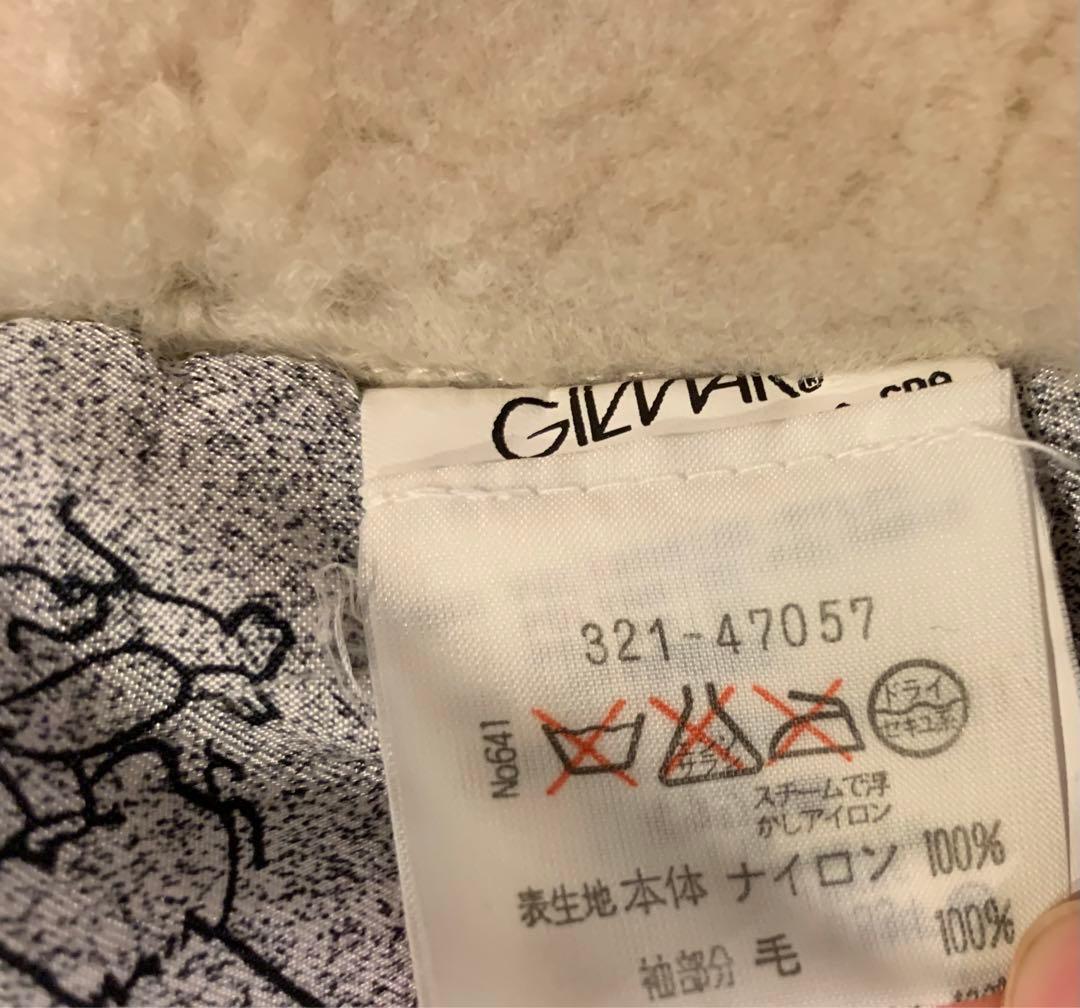 GILMAR®
321-47057
No641
ドライ
セキユ系
スチームで浮
かしアイロン
表生地 本体 ナイロン 100%
袖部分 毛 100%